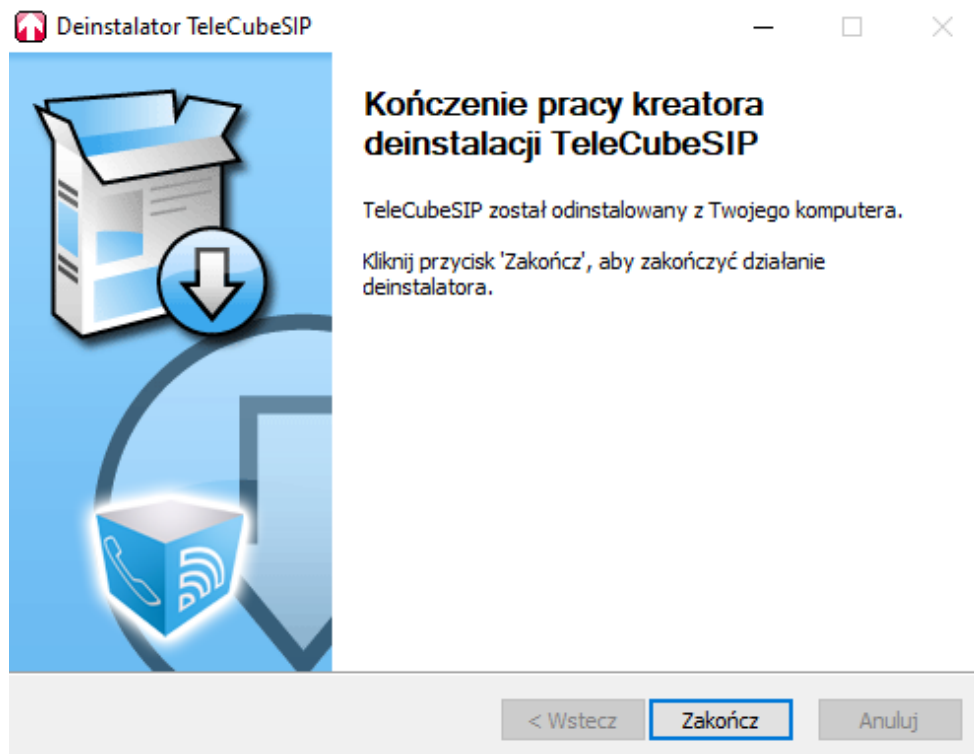 Deinstalator TeleCubeSIP
Kończenie pracy kreatora
deinstalacji TeleCubeSIP
TeleCubeSIP został odinstalowany z Twojego komputera.
Kliknij przycisk 'Zakończ', aby zakończyć działanie
deinstalatora.
< Wstecz
Zakończ
Anuluj